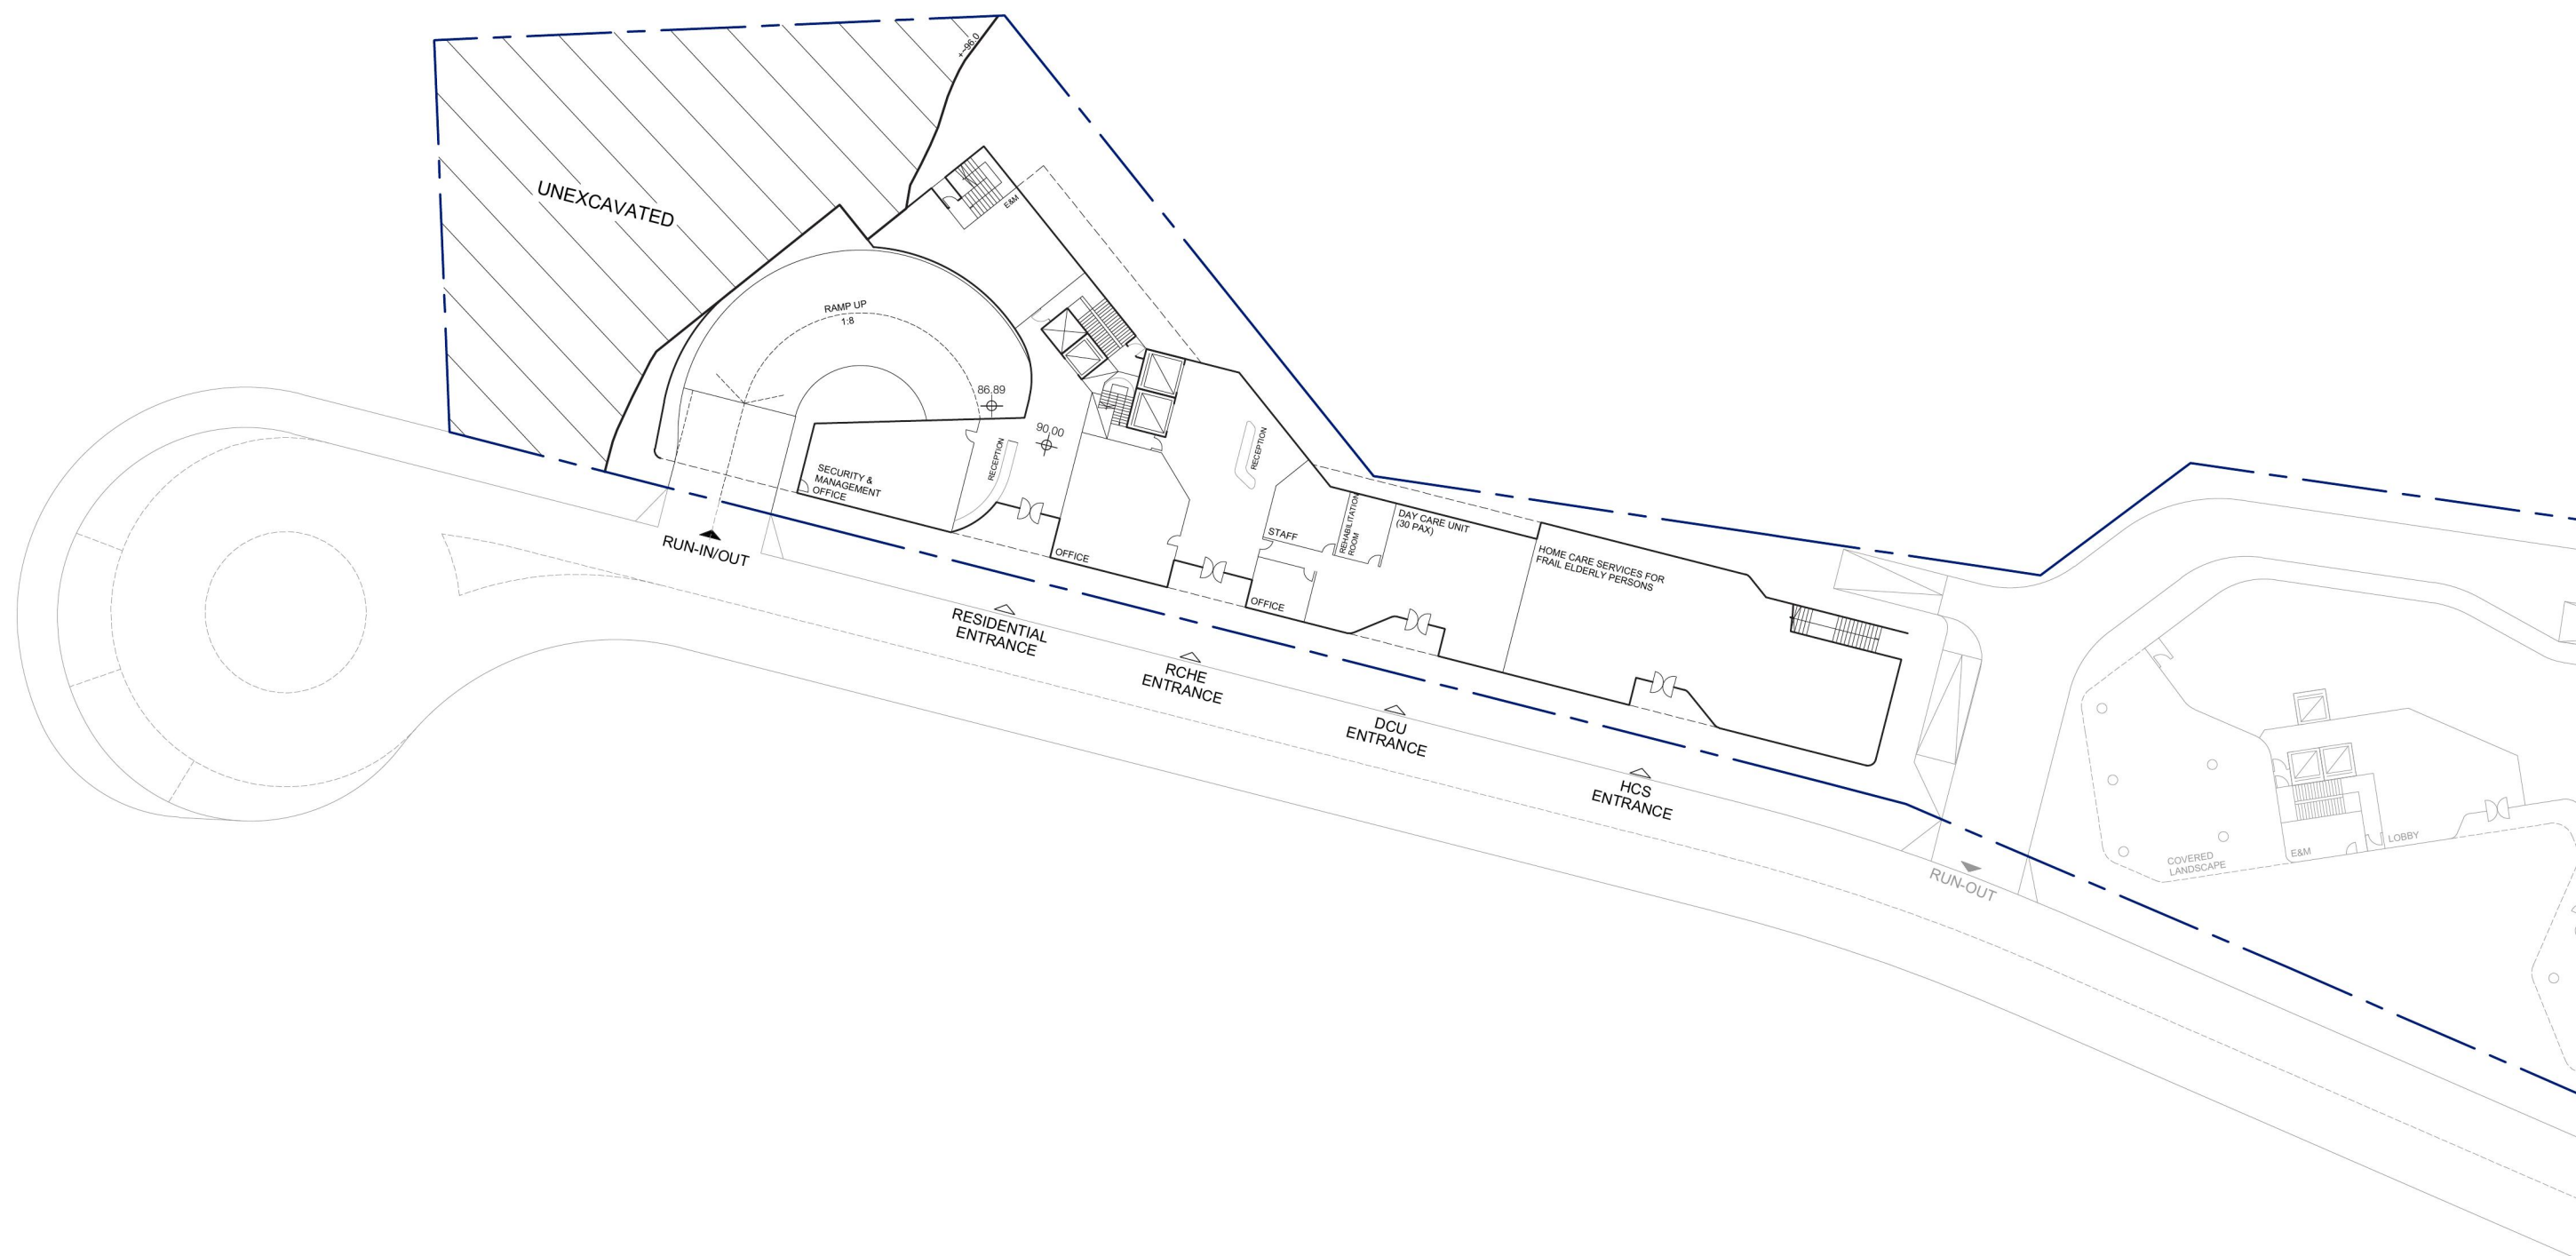 +~96.0
UNEXCAVATED
E&M
RAMP UP
1:8
86.89
90.00
RECEPTION
SECURITY &
MANAGEMENT
OFFICE
RUN-IN/OUT
OFFICE
RECEPTION
STAFF
REHABILITATION
ROOM
DAY CARE UNIT
(30 PAX)
OFFICE
HOME CARE SERVICES FOR
FRAIL ELDERLY PERSONS
RESIDENTIAL
ENTRANCE
RCHE
ENTRANCE
DCU
ENTRANCE
HCS
ENTRANCE
RUN-OUT
COVERED
LANDSCAPE
E&M
LOBBY